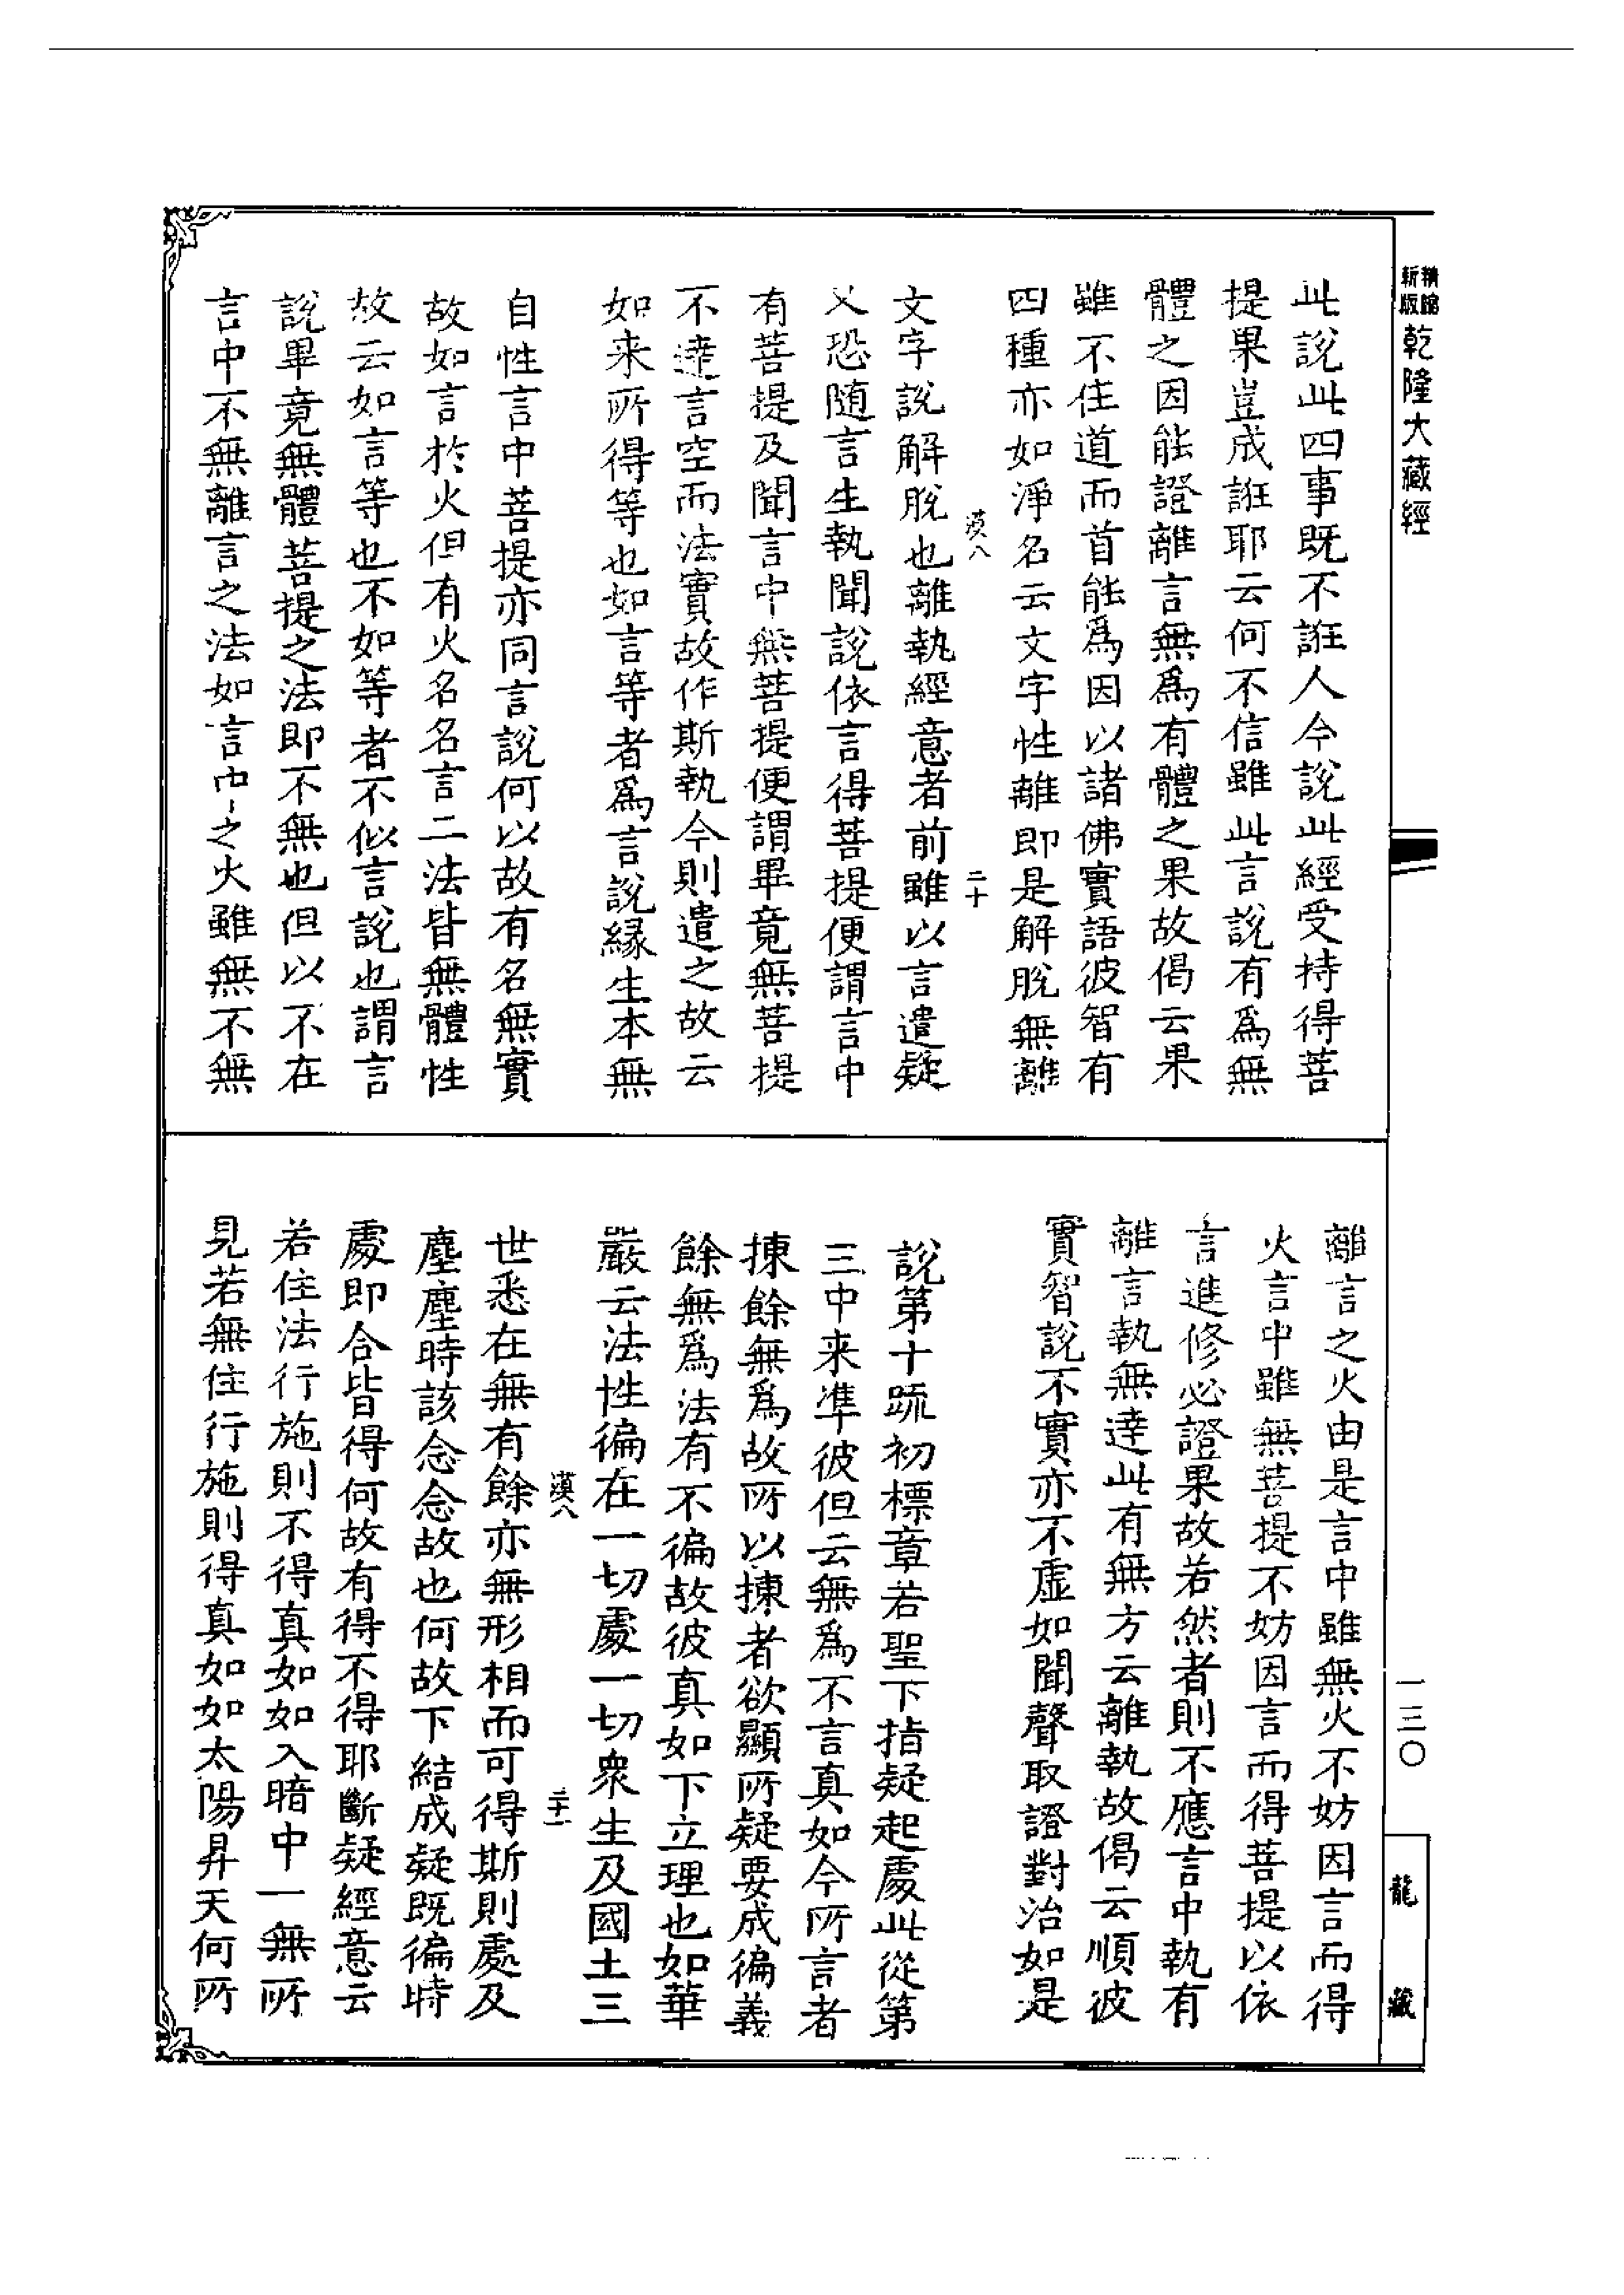 新版
精縮
乾隆大藏經
此說此四事既不誑人今說此經受持得菩
提果豈成誑耶云何不信雖此言說有爲無
體之因能證離言無爲有體之果故偈云果
雖不住道而首能爲因以諸佛實語彼智有
四種亦如淨名云文字性離即是解脫無離
漠八
二十
文字說解脫也離執經意者前雖以言遣疑
又恐隨言生執聞說依言得菩提便謂言中
有菩提及聞言中無菩提便謂畢竟無菩提
不達言空而法實故作斯執今則遣之故云
如来所得等也如言等者爲言說緣生本無
自性言中菩提亦同言說何以故有名無實
故如言於火但有火名名言二法皆無體性
故云如言等也不如等者不似言說也謂言
說畢竟無體菩提之法即不無也但以不在
言中不無離言之法如言中之火雖無不無
一三〇
龍藏
離言之火由是言中雖無火不妨因言而得
火言中雖無菩提不妨因言而得菩提以依
言進修必證果故若然者則不應言中執有
離言執無達此有無方云離執故偈云順彼
實智說不實亦不虛如聞聲取證對治如是
說第十疏初標章若聖下指疑起處此從第
三中来準彼但云無爲不言真如今所言者
揀餘無爲故所以揀者欲顯所疑要成徧義
餘無爲法有不徧故彼真如下立理也如華
嚴云法性徧在一切處一切衆生及國土三
漠八
二十一
世悉在無有餘亦無形相而可得斯則處及
塵塵時該念念故也何故下結成疑既徧時
處即合皆得何故有得不得耶斷疑經意云
若住法行施則不得真如如入暗中一無所
見若無住行施則得真如如太陽昇天何所